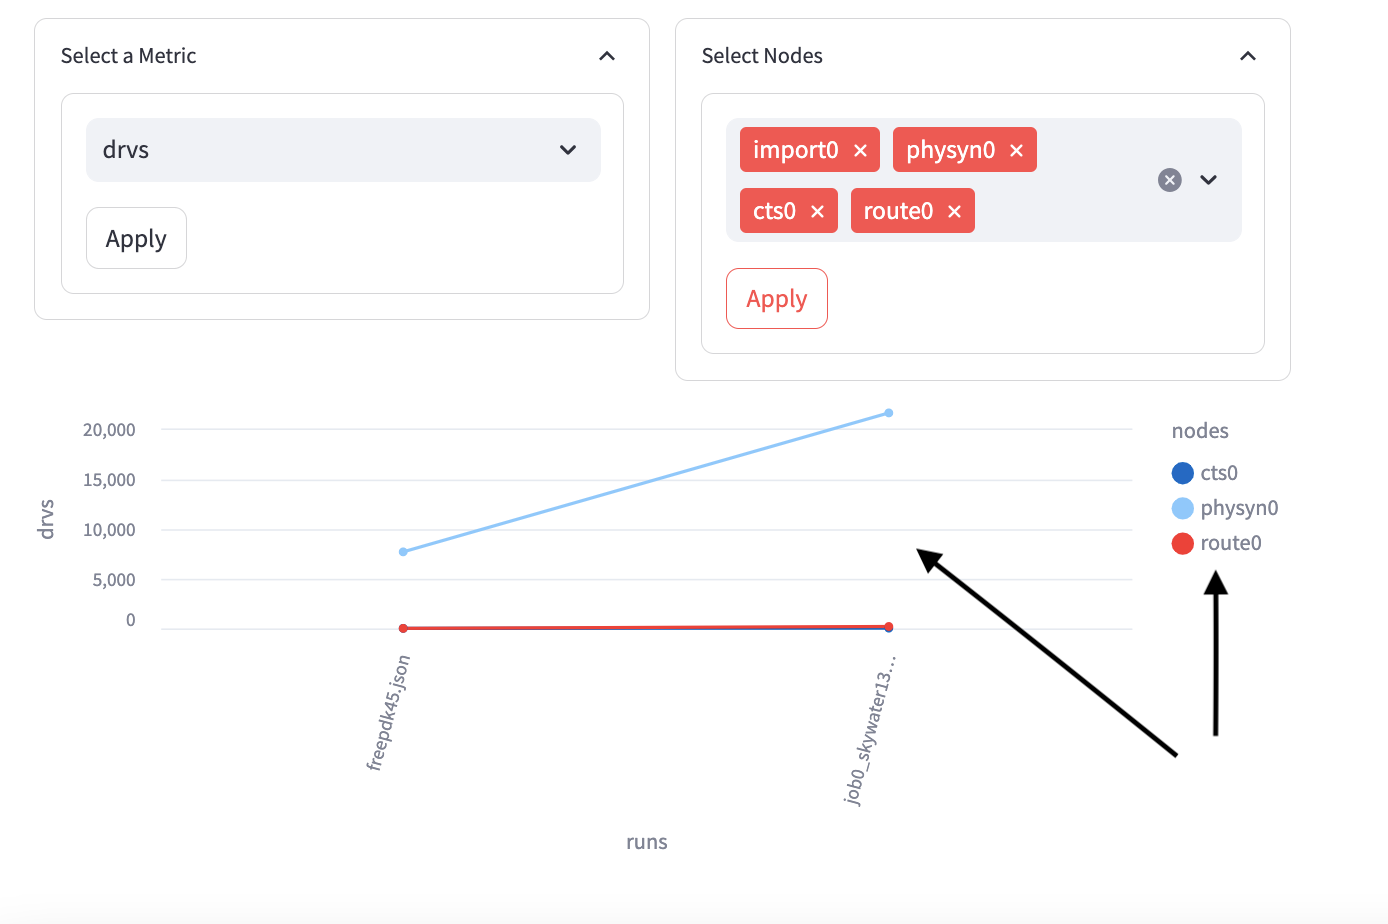 Select a Metric
drvs
Apply
Select Nodes
import0 physyn0
cts0 route0
Apply
20,000
15,000
10,000
5,000
0
drvs
freepdk45.json
job0_skywater13...
runs
nodes
cts0
physyn0
route0